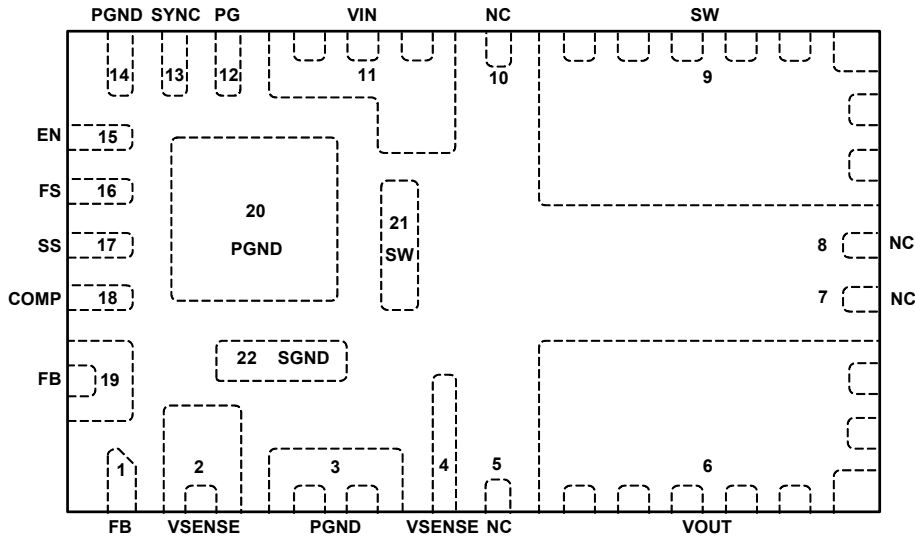 PGND SYNC PG VIN NC SW
14 13 12 11 10 9
EN 15
FS 16
20
PGND
21
SW
SS 17
8 NC
COMP 18
7 NC
22 SGND
FB 19
1 2 3 4 5 6
FB VSENSE PGND VSENSE NC VOUT